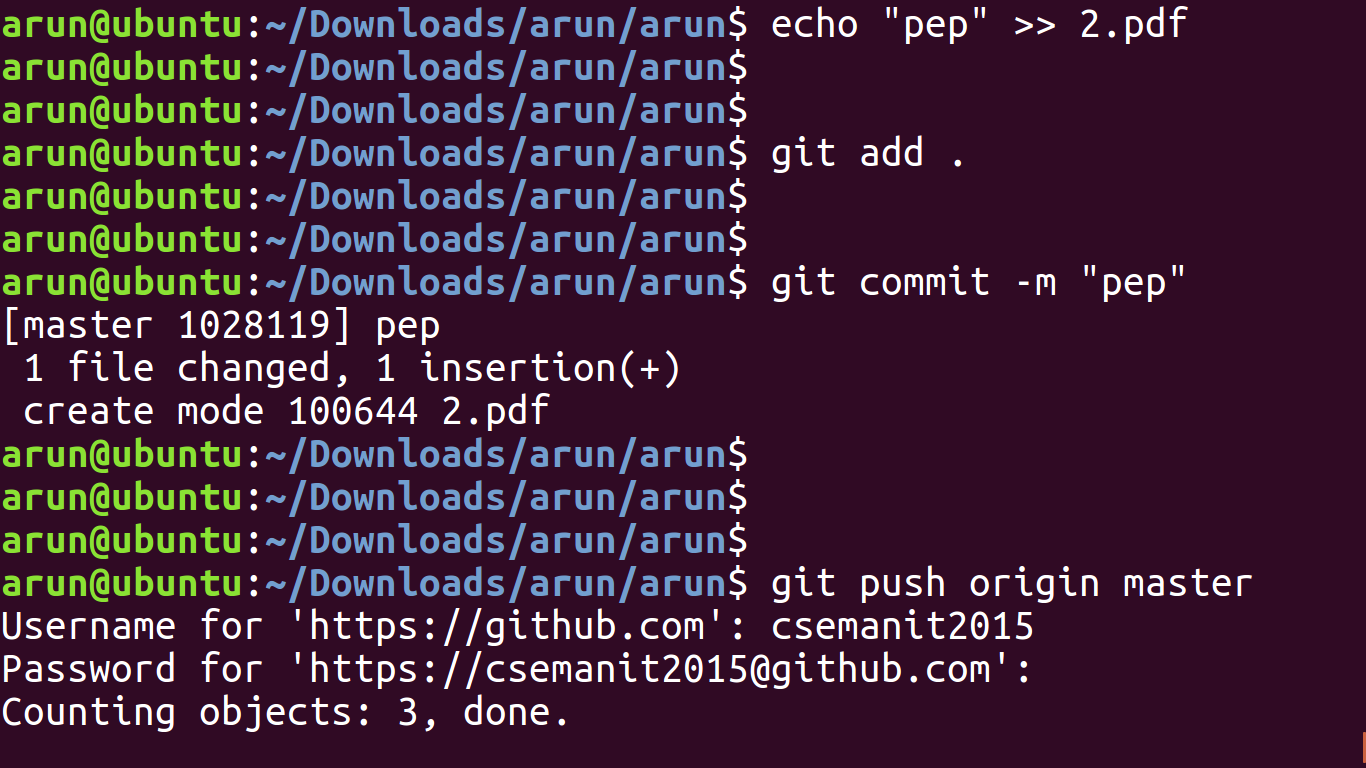 arun@ubuntu:~/Downloads/arun/arun$ echo "pep" >> 2.pdf
arun@ubuntu:~/Downloads/arun/arun$
arun@ubuntu:~/Downloads/arun/arun$
arun@ubuntu:~/Downloads/arun/arun$ git add .
arun@ubuntu:~/Downloads/arun/arun$
arun@ubuntu:~/Downloads/arun/arun$
arun@ubuntu:~/Downloads/arun/arun$ git commit -m "pep"
[master 1028119] pep
 1 file changed, 1 insertion(+)
 create mode 100644 2.pdf
arun@ubuntu:~/Downloads/arun/arun$
arun@ubuntu:~/Downloads/arun/arun$
arun@ubuntu:~/Downloads/arun/arun$
arun@ubuntu:~/Downloads/arun/arun$ git push origin master
Username for 'https://github.com': csemanit2015
Password for 'https://csemanit2015@github.com':
Counting objects: 3, done.